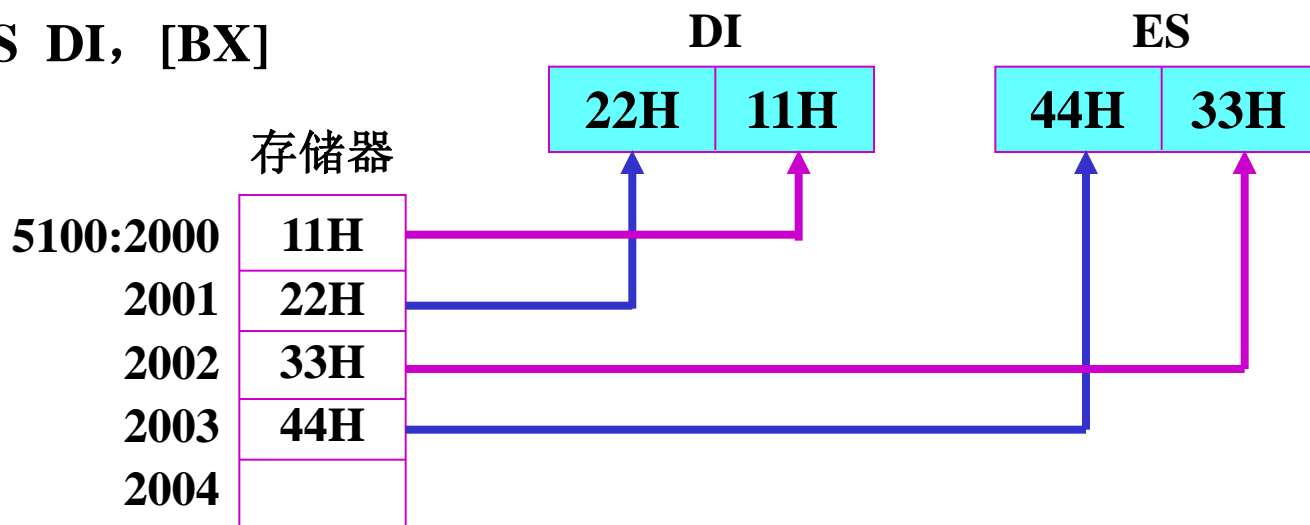 S DI，[BX]
DI
ES
22H 11H
44H 33H
存储器
5100:2000 11H
2001 22H
2002 33H
2003 44H
2004